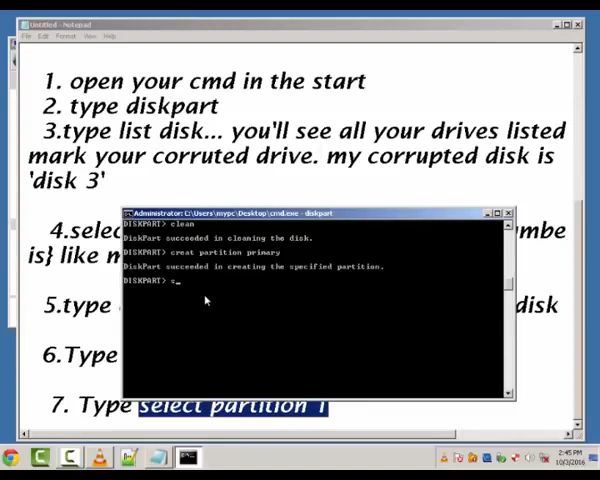 Untitled - Notepad
File Edit Format View Help
1. open your cmd in the start
2. type diskpart
3.type list disk... you'll see all your drives listed
mark your corruted drive. my corrupted disk is
'disk 3'
Administrator: C:\Users\mypc\Desktop\cmd.exe - diskpart
DISKPART> clean
4.selec
umbe
DiskPart succeeded in cleaning the disk.
is} like m
DISKPART> creat partition primary
DiskPart succeeded in creating the specified partition.
DISKPART> s_
5.type
disk
6.Type
7. Type select partition 1
2:45 PM
10/3/2016